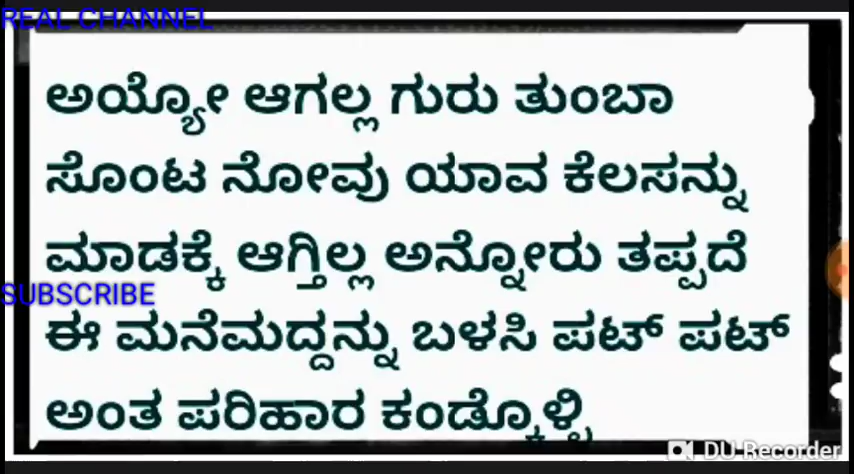 REAL CHANNEL
ಅಯ್ಯೋ ಆಗಲ್ಲ ಗುರು ತುಂಬಾ
ಸೊಂಟ ನೋವು ಯಾವ ಕೆಲಸನ್ನು
ಮಾಡಕ್ಕೆ ಆಗ್ತಿಲ್ಲ ಅನ್ನೋರು ತಪ್ಪದೆ
SUBSCRIBE
ಈ ಮನೆಮದ್ದನ್ನು ಬಳಸಿ ಪಟ್ ಪಟ್
ಅಂತ ಪರಿಹಾರ ಕಂಡ್ಕೊಳ್ಳಿ
DU Recorder